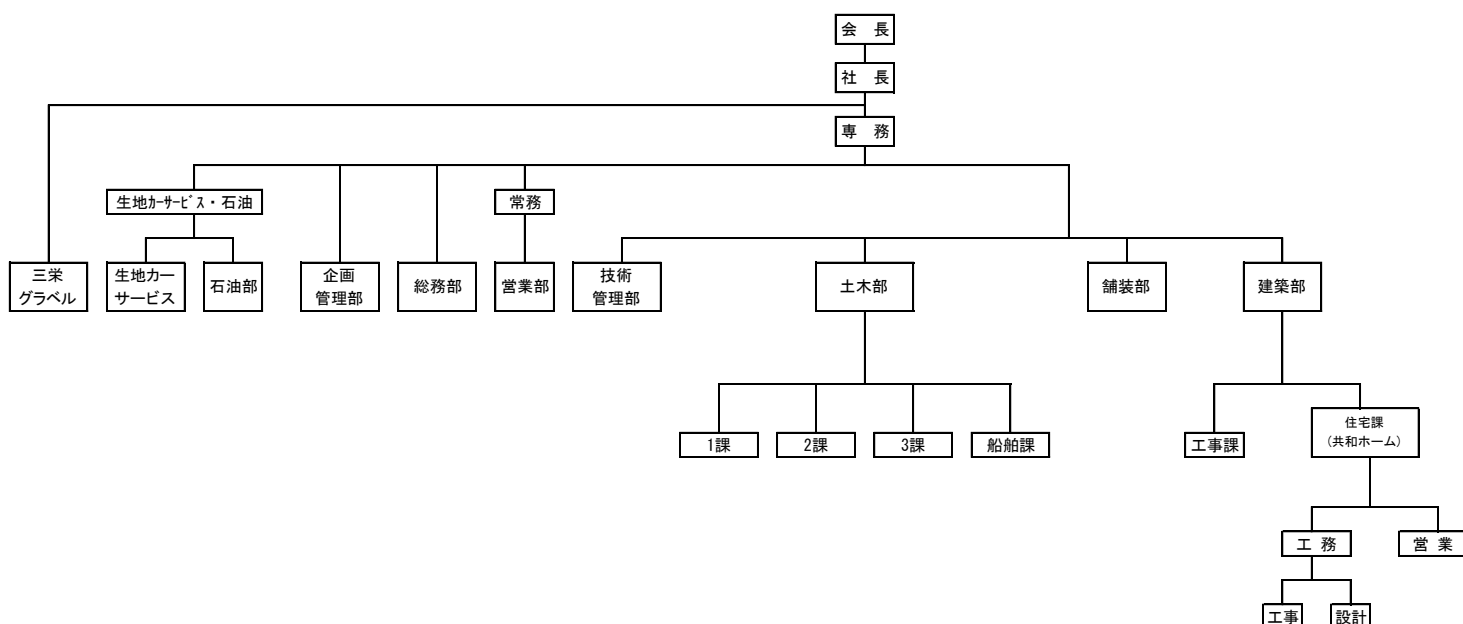 会　長
社　長
専　務
生地ｶｰｻｰﾋﾞｽ・石油
常務
三栄
グラベル
生地カー
サービス
石油部
企画
管理部
総務部
営業部
技術
管理部
土木部
舗装部
建築部
1課
2課
3課
船舶課
工事課
住宅課
(共和ホーム)
工 務
営 業
工事
設計